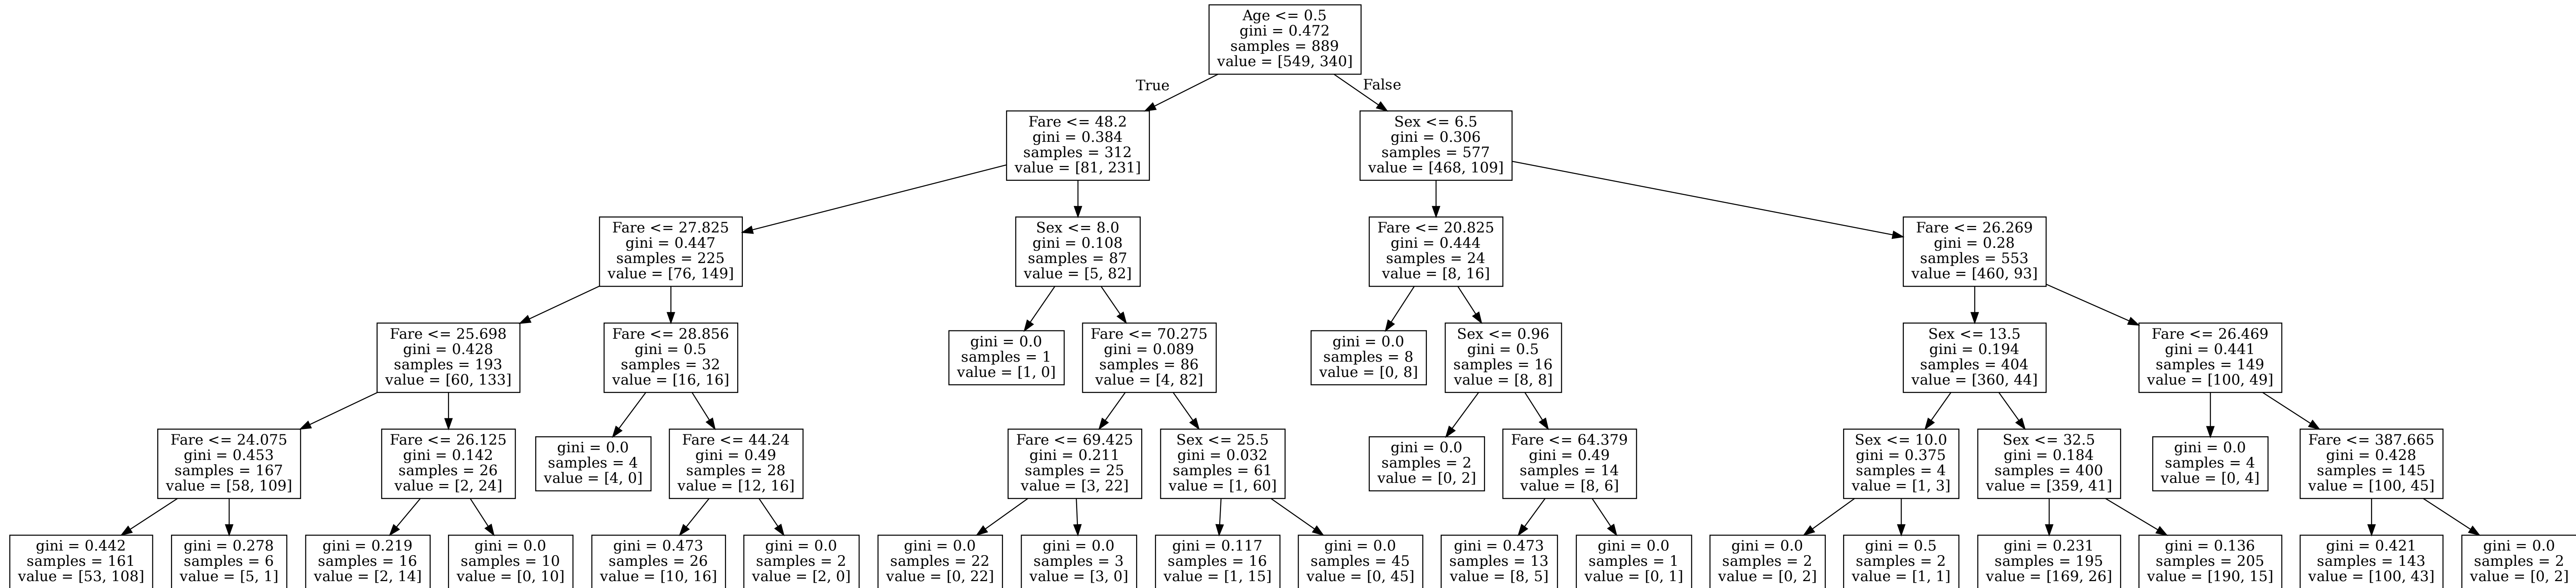 Age <= 0.5
gini = 0.472
samples = 889
value = [549, 340]
True
False
Fare <= 48.2
gini = 0.384
samples = 312
value = [81, 231]
Sex <= 6.5
gini = 0.306
samples = 577
value = [468, 109]
Fare <= 27.825
gini = 0.447
samples = 225
value = [76, 149]
Sex <= 8.0
gini = 0.108
samples = 87
value = [5, 82]
Fare <= 20.825
gini = 0.444
samples = 24
value = [8, 16]
Fare <= 26.269
gini = 0.28
samples = 553
value = [460, 93]
Fare <= 25.698
gini = 0.428
samples = 193
value = [60, 133]
Fare <= 28.856
gini = 0.5
samples = 32
value = [16, 16]
gini = 0.0
samples = 1
value = [1, 0]
Fare <= 70.275
gini = 0.089
samples = 86
value = [4, 82]
gini = 0.0
samples = 8
value = [0, 8]
Sex <= 0.96
gini = 0.5
samples = 16
value = [8, 8]
Sex <= 13.5
gini = 0.194
samples = 404
value = [360, 44]
Fare <= 26.469
gini = 0.441
samples = 149
value = [100, 49]
Fare <= 24.075
gini = 0.453
samples = 167
value = [58, 109]
Fare <= 26.125
gini = 0.142
samples = 26
value = [2, 24]
gini = 0.0
samples = 4
value = [4, 0]
Fare <= 44.24
gini = 0.49
samples = 28
value = [12, 16]
Fare <= 69.425
gini = 0.211
samples = 25
value = [3, 22]
Sex <= 25.5
gini = 0.032
samples = 61
value = [1, 60]
gini = 0.0
samples = 2
value = [0, 2]
Fare <= 64.379
gini = 0.49
samples = 14
value = [8, 6]
Sex <= 10.0
gini = 0.375
samples = 4
value = [1, 3]
Sex <= 32.5
gini = 0.184
samples = 400
value = [359, 41]
gini = 0.0
samples = 4
value = [0, 4]
Fare <= 387.665
gini = 0.428
samples = 145
value = [100, 45]
gini = 0.442
samples = 161
value = [53, 108]
gini = 0.278
samples = 6
value = [5, 1]
gini = 0.219
samples = 16
value = [2, 14]
gini = 0.0
samples = 10
value = [0, 10]
gini = 0.473
samples = 26
value = [10, 16]
gini = 0.0
samples = 2
value = [2, 0]
gini = 0.0
samples = 22
value = [0, 22]
gini = 0.0
samples = 3
value = [3, 0]
gini = 0.117
samples = 16
value = [1, 15]
gini = 0.0
samples = 45
value = [0, 45]
gini = 0.473
samples = 13
value = [8, 5]
gini = 0.0
samples = 1
value = [0, 1]
gini = 0.0
samples = 2
value = [0, 2]
gini = 0.5
samples = 2
value = [1, 1]
gini = 0.231
samples = 195
value = [169, 26]
gini = 0.136
samples = 205
value = [190, 15]
gini = 0.421
samples = 143
value = [100, 43]
gini = 0.0
samples = 2
value = [0, 2